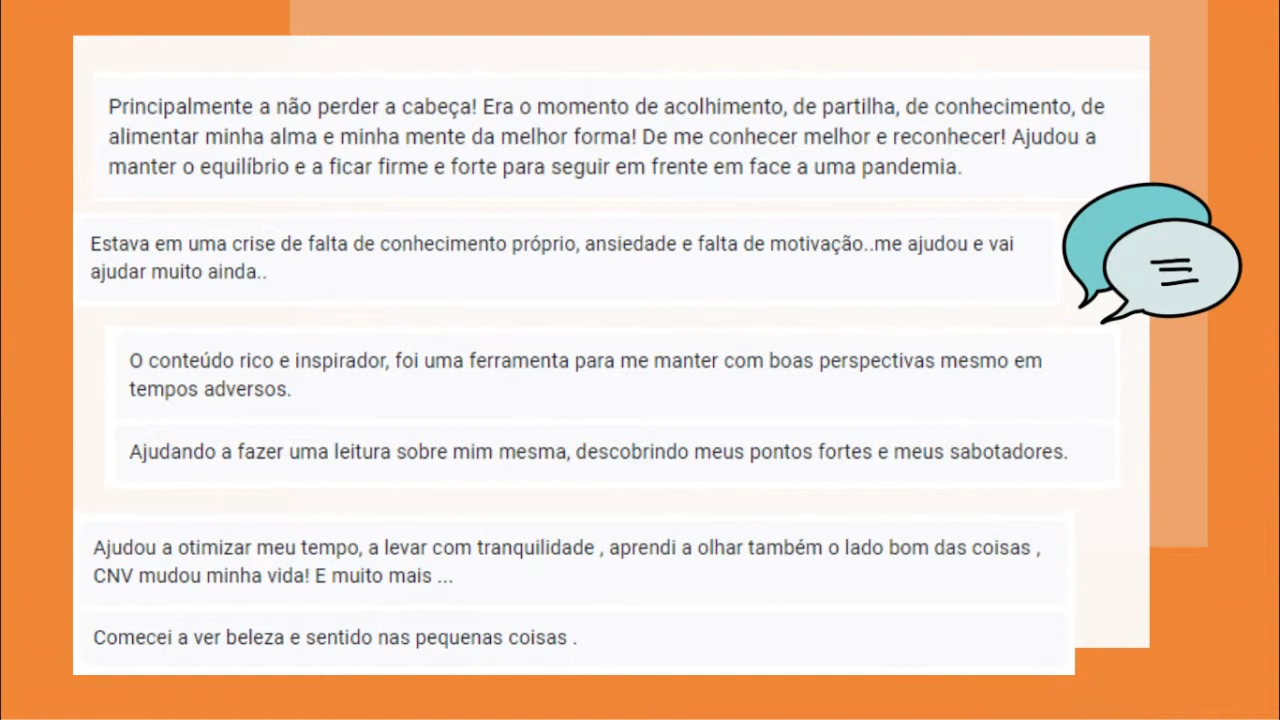 Principalmente a não perder a cabeça! Era o momento de acolhimento, de partilha, de conhecimento, de
alimentar minha alma e minha mente da melhor forma! De me conhecer melhor e reconhecer! Ajudou a
manter o equilíbrio e a ficar firme e forte para seguir em frente em face a uma pandemia.
Estava em uma crise de falta de conhecimento próprio, ansiedade e falta de motivação..me ajudou e vai
ajudar muito ainda..
O conteúdo rico e inspirador, foi uma ferramenta para me manter com boas perspectivas mesmo em
tempos adversos.
Ajudando a fazer uma leitura sobre mim mesma, descobrindo meus pontos fortes e meus sabotadores.
Ajudou a otimizar meu tempo, a levar com tranquilidade , aprendi a olhar também o lado bom das coisas ,
CNV mudou minha vida! E muito mais ...
Comecei a ver beleza e sentido nas pequenas coisas .